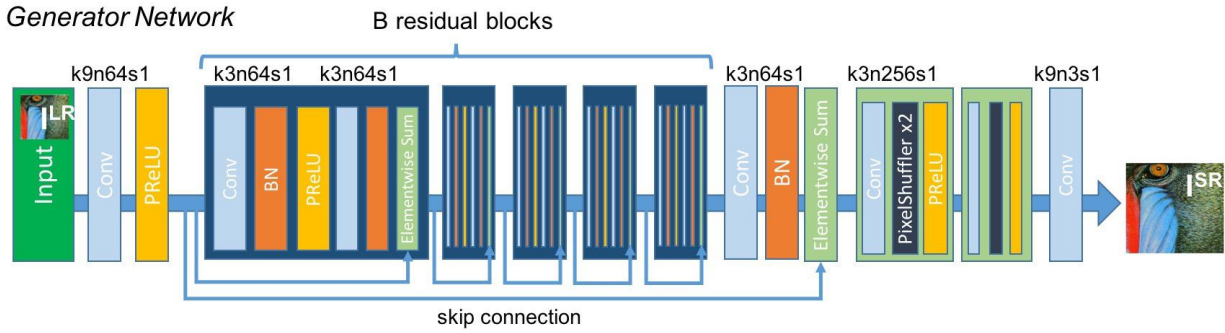 Generator Network
B residual blocks
k9n64s1
k3n64s1
k3n64s1
k3n64s1
k3n256s1
k9n3s1
I^LR
Input
Conv
PReLU
Conv
BN
PReLU
Elementwise Sum
Conv
BN
Elementwise Sum
Conv
PixelShuffler x2
PReLU
Conv
I^SR
skip connection